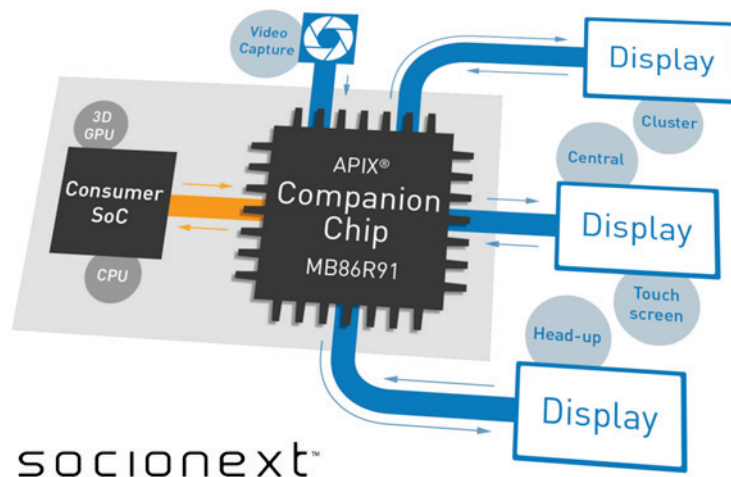 Video
Capture
Display
Cluster
3D
GPU
Consumer
SoC
CPU
APIX®
Companion
Chip
MB86R91
Central
Display
Touch
screen
Head-up
Display
socionext™